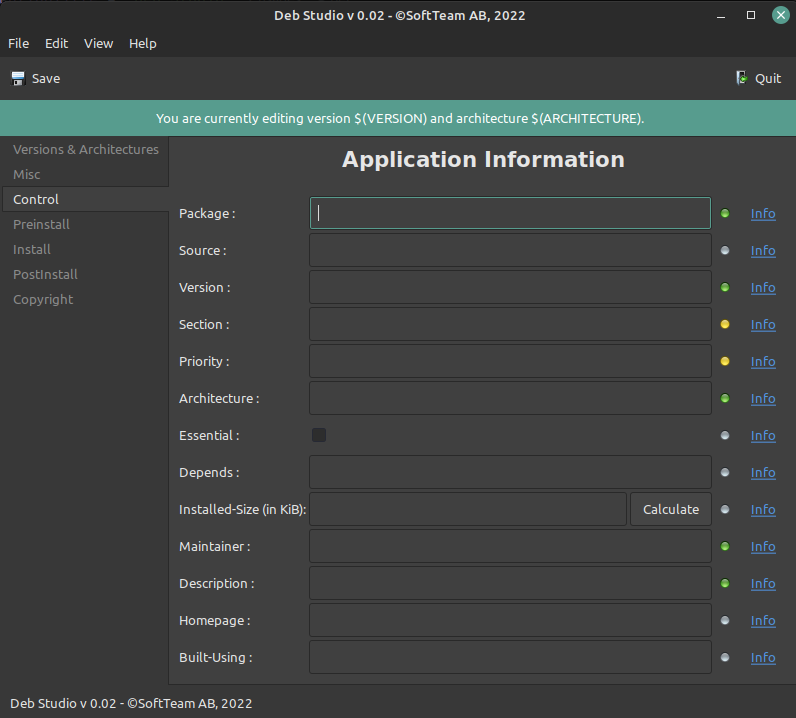 Deb Studio v 0.02 - ©SoftTeam AB, 2022
File Edit View Help
Save Quit
You are currently editing version $(VERSION) and architecture $(ARCHITECTURE).
Versions & Architectures
Misc
Control
Preinstall
Install
PostInstall
Copyright
Application Information
Package : Info
Source : Info
Version : Info
Section : Info
Priority : Info
Architecture : Info
Essential : Info
Depends : Info
Installed-Size (in KiB): Calculate Info
Maintainer : Info
Description : Info
Homepage : Info
Built-Using : Info
Deb Studio v 0.02 - ©SoftTeam AB, 2022